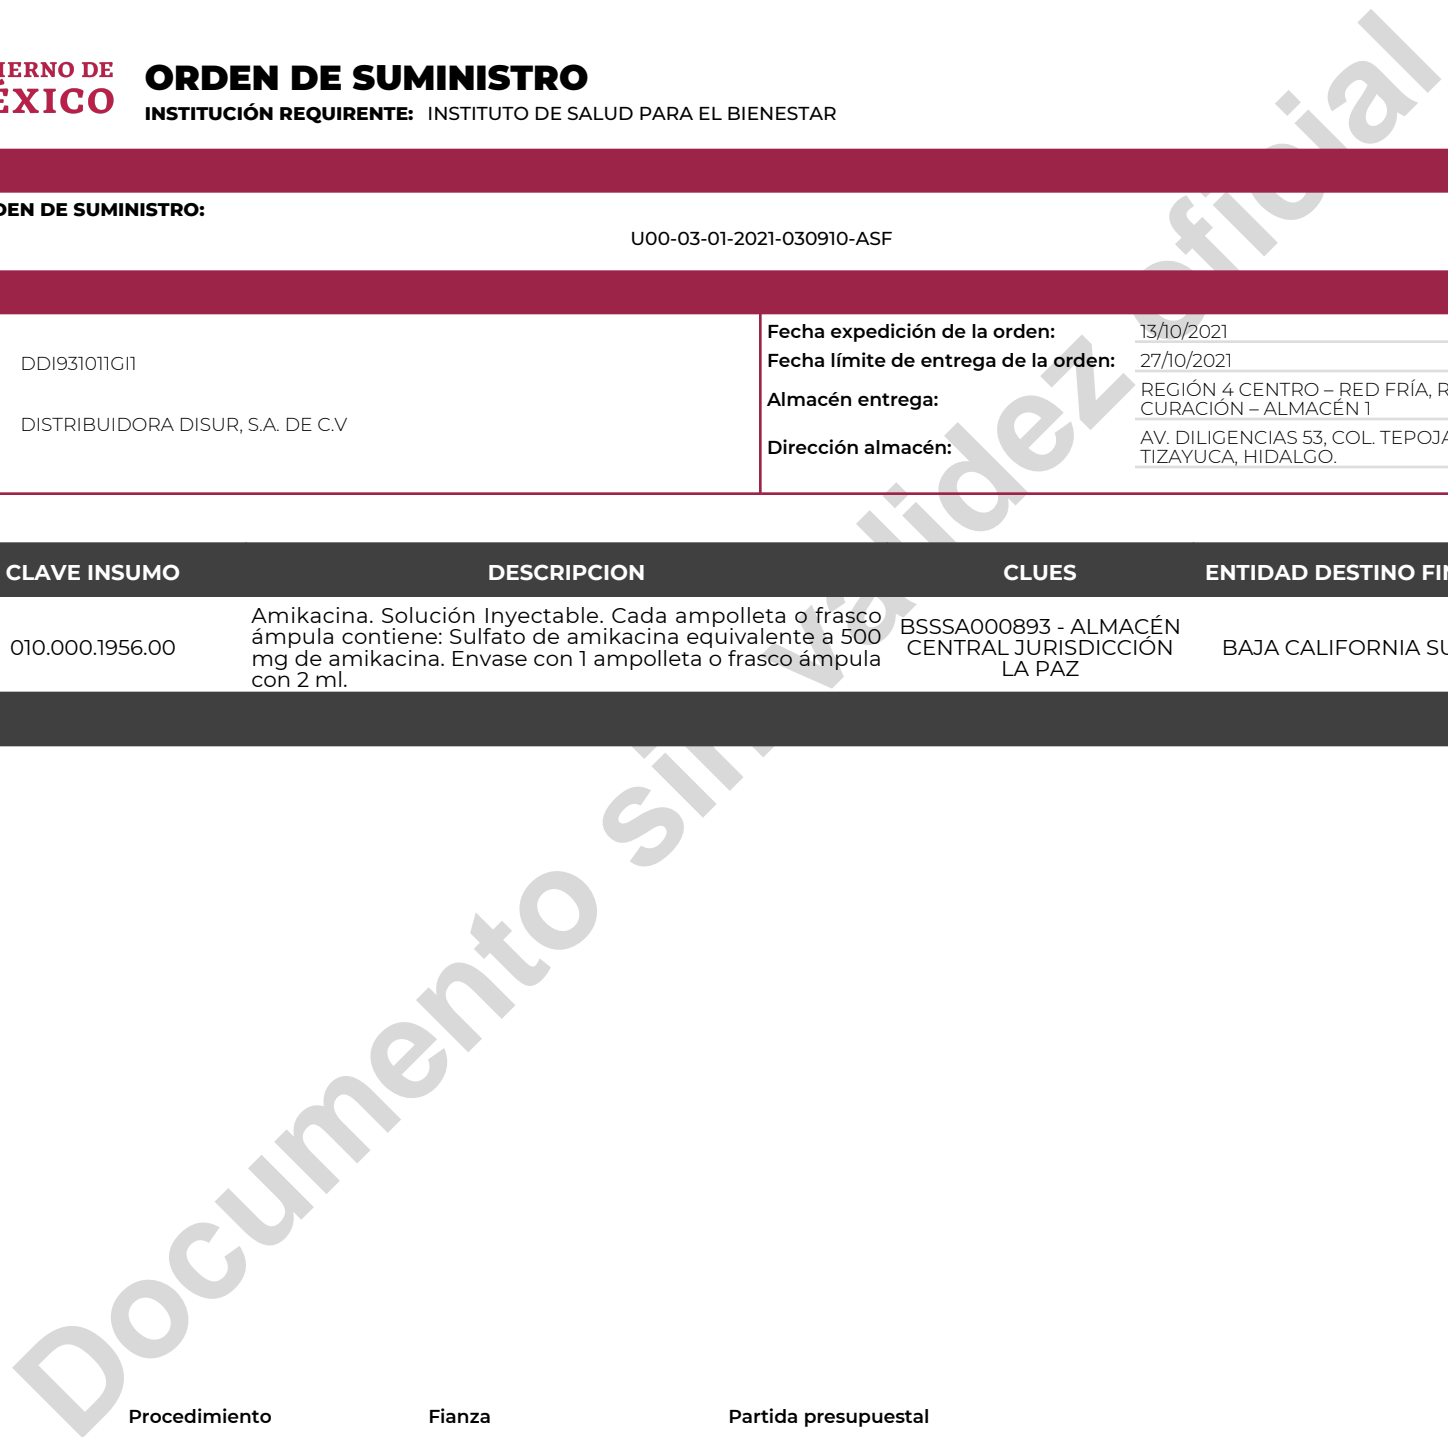 IERNO DE
ÉXICO
ORDEN DE SUMINISTRO
INSTITUCIÓN REQUIRENTE: INSTITUTO DE SALUD PARA EL BIENESTAR
DEN DE SUMINISTRO:
U00-03-01-2021-030910-ASF
DDI931011GI1
DISTRIBUIDORA DISUR, S.A. DE C.V
Fecha expedición de la orden: 13/10/2021
Fecha límite de entrega de la orden: 27/10/2021
Almacén entrega: REGIÓN 4 CENTRO – RED FRÍA, R
CURACIÓN – ALMACÉN 1
Dirección almacén: AV. DILIGENCIAS 53, COL. TEPOJA
TIZAYUCA, HIDALGO.
CLAVE INSUMO DESCRIPCION CLUES ENTIDAD DESTINO FIN
010.000.1956.00
Amikacina. Solución Inyectable. Cada ampolleta o frasco
ámpula contiene: Sulfato de amikacina equivalente a 500
mg de amikacina. Envase con 1 ampolleta o frasco ámpula
con 2 ml.
BSSSA000893 - ALMACÉN
CENTRAL JURISDICCIÓN
LA PAZ
BAJA CALIFORNIA SU
Documento sin validez oficial
Procedimiento Fianza Partida presupuestal